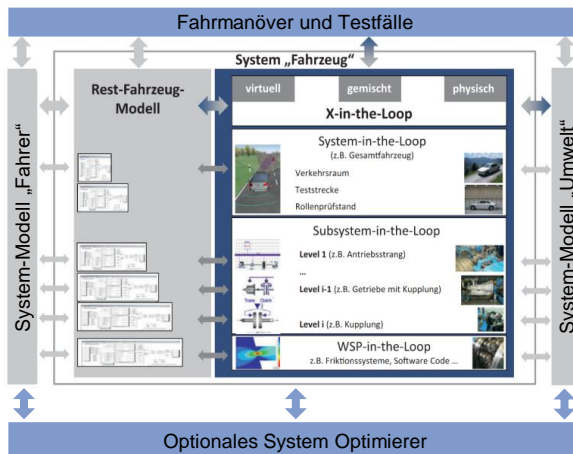 Fahrmanöver und Testfälle
System „Fahrzeug“
System-Modell „Fahrer“
Rest-Fahrzeug-
Modell
virtuell
gemischt
physisch
X-in-the-Loop
System-in-the-Loop
(z.B. Gesamtfahrzeug)
Verkehrsraum
Teststrecke
Rollenprüfstand
Subsystem-in-the-Loop
Level 1 (z.B. Antriebsstrang)
...
Level i-1 (z.B. Getriebe mit Kupplung)
Trans Clutch
Level i (z.B. Kupplung)
WSP-in-the-Loop
z.B. Friktionssysteme, Software Code ...
System-Modell „Umwelt“
Optionales System Optimierer